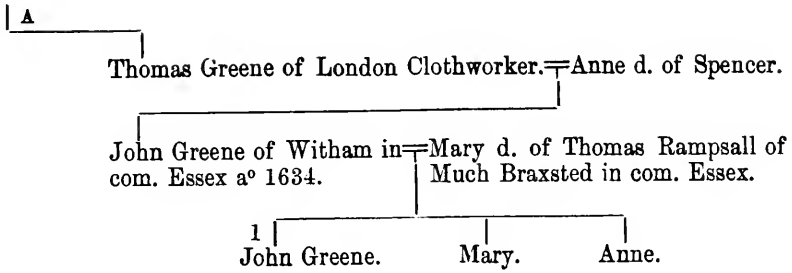 A
Thomas Greene of London Clothworker.=Anne d. of Spencer.
John Greene of Witham in=Mary d. of Thomas Rampsall of
com. Essex aº 1634. Much Braxsted in com. Essex.
1
John Greene. Mary. Anne.